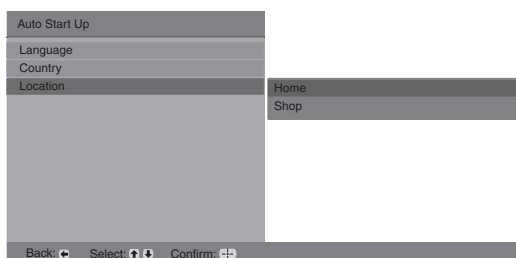 Auto Start Up
Language
Country
Location
Home
Shop
Back: Select: Confirm: